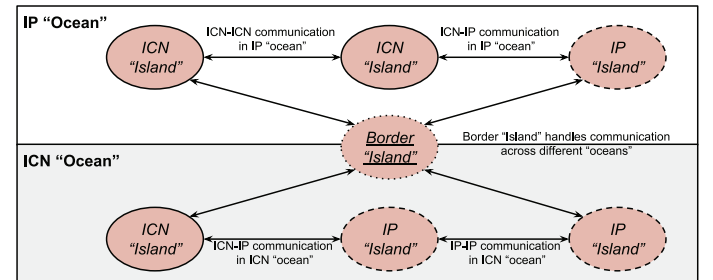 IP “Ocean”
ICN
“Island”
ICN-ICN communication
in IP “ocean”
ICN
“Island”
ICN-IP communication
in IP “ocean”
IP
“Island”
Border
“Island”
Border “Island” handles communication
across different “oceans”
ICN “Ocean”
ICN
“Island”
ICN-IP communication
in ICN “ocean”
IP
“Island”
IP-IP communication
in ICN “ocean”
IP
“Island”